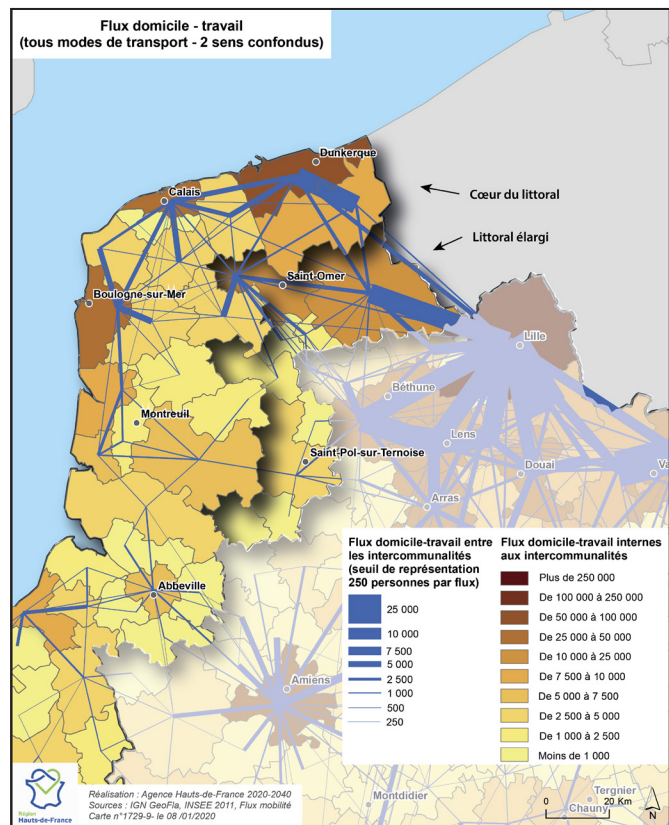 Flux domicile - travail
(tous modes de transport - 2 sens confondus)
Dunkerque
Calais
Cœur du littoral
Littoral élargi
Saint-Omer
Boulogne-sur-Mer
Lille
Béthune
Montreuil
Lens
Saint-Pol-sur-Ternoise
Douai
Va
Arras
Abbeville
Amiens
Montdidier
Tergnier
Chauny
Flux domicile-travail entre
les intercommunalités
(seuil de représentation
250 personnes par flux)
25 000
10 000
7 500
5 000
2 500
1 000
500
250
Flux domicile-travail internes
aux intercommunalités
Plus de 250 000
De 100 000 à 250 000
De 50 000 à 100 000
De 25 000 à 50 000
De 10 000 à 25 000
De 7 500 à 10 000
De 5 000 à 7 500
De 2 500 à 5 000
De 1 000 à 2 500
Moins de 1 000
0 20 Km
N
Région
Hauts-de-France
Réalisation : Agence Hauts-de-France 2020-2040
Sources : IGN GeoFla, INSEE 2011, Flux mobilité
Carte n°1729-9- le 08 /01/2020